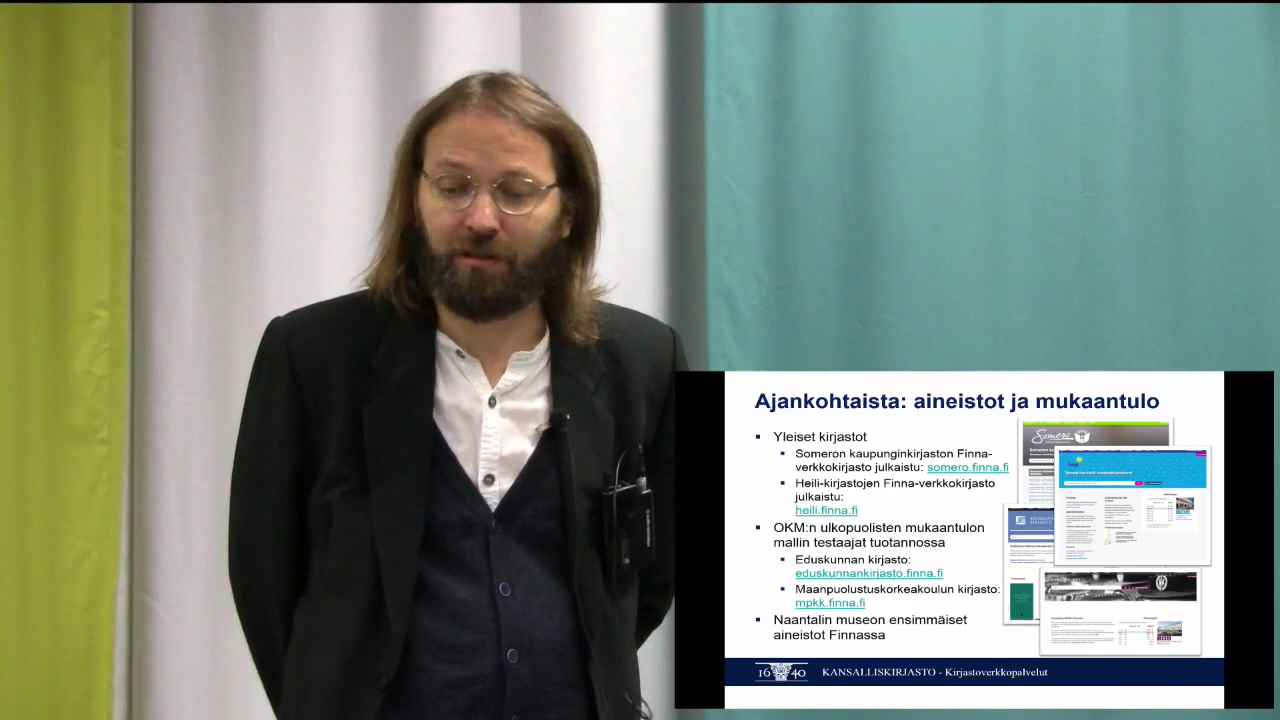 Ajankohtaista: aineistot ja mukaantulo
Yleiset kirjastot
Someron kaupunginkirjaston Finna-
verkkokirjasto julkaistu: somero.finna.fi
Heili-kirjastojen Finna-verkkokirjasto
julkaistu:
heili.finna.fi
OKM:n ulkopuolisten mukaantulon
mallin testaus tuotannossa
Eduskunnan kirjasto:
eduskunnankirjasto.finna.fi
Maanpuolustuskorkeakoulun kirjasto:
mpkk.finna.fi
Naantalin museon ensimmäiset
aineistot Finnassa
Somero
16 40 KANSALLISKIRJASTO - Kirjastoverkkopalvelut